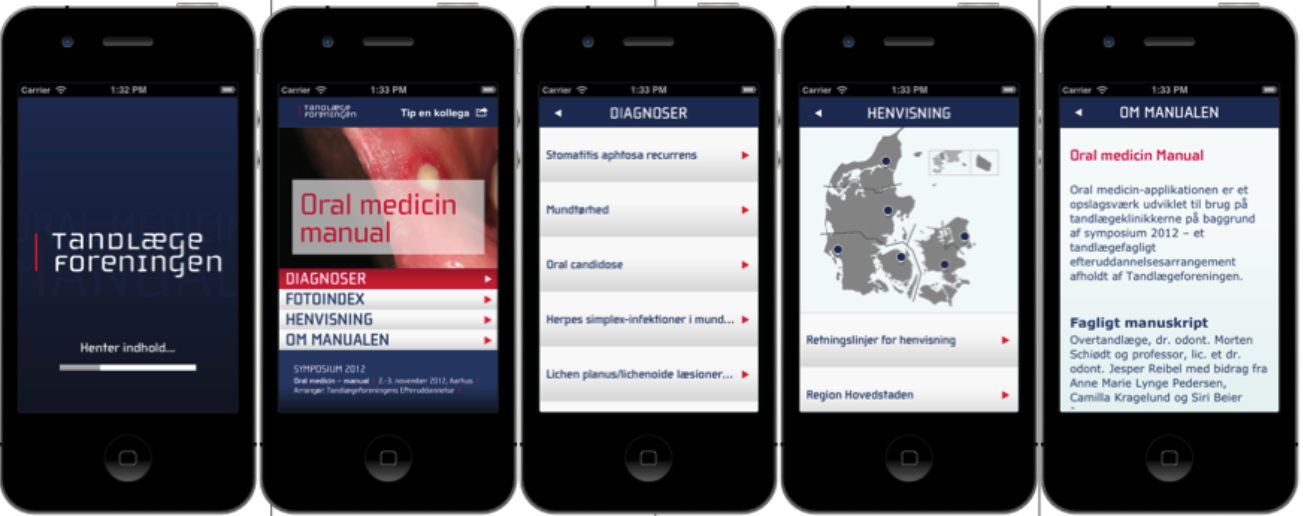 Carrier 1:32 PM
TANDLÆGE
FORENINGEN
Henter indhold...
Carrier 1:33 PM
TANDLÆGE
FORENINGEN
Tip en kollega
Oral medicin
manual
DIAGNOSER
FOTOINDEX
HENVISNING
OM MANUALEN
SYMPOSIUM 2012
Oral medicin – manual 2.-3. november 2012, Aarhus
Arrangør: Tandlægeforeningens Efteruddannelse
Carrier 1:33 PM
DIAGNOSER
Stomatitis aphtosa recurrens
Mundtørhed
Oral candidose
Herpes simplex-infektioner i mund...
Lichen planus/lichenoide læsioner...
Carrier 1:33 PM
HENVISNING
Retningslinjer for henvisning
Region Hovedstaden
Carrier 1:33 PM
OM MANUALEN
Oral medicin Manual
Oral medicin-applikationen er et
opslagsværk udviklet til brug på
tandlægeklinikkerne på baggrund
af symposium 2012 – et
tandlægefagligt
efteruddannelsesarrangement
afholdt af Tandlægeforeningen.
Fagligt manuskript
Overtandlæge, dr. odont. Morten
Schiødt og professor, lic. et dr.
odont. Jesper Reibel med bidrag fra
Anne Marie Lynge Pedersen,
Camilla Kragelund og Siri Beier